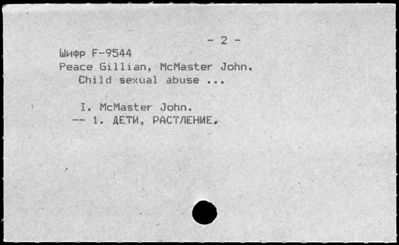 - 2 -
Шифр F-9544
Peace Gillian, McMaster John.
Child sexual abuse ...
I. McMaster John.
-- 1. ДЕТИ, РАСТЛЕНИЕ.